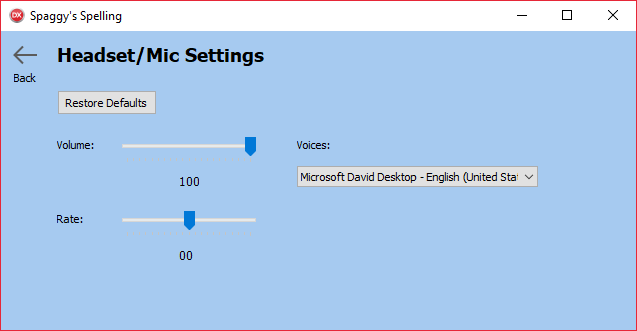 DX Spaggy's Spelling
Headset/Mic Settings
Back
Restore Defaults
Volume:
Voices:
100
Microsoft David Desktop - English (United Stat
Rate:
00